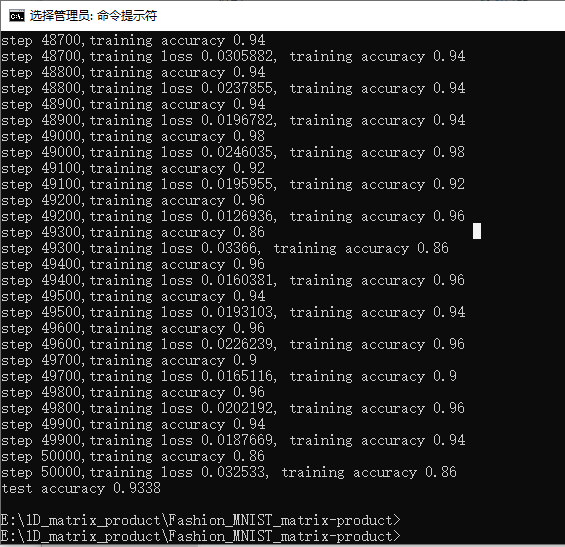 选择管理员: 命令提示符
step 48700,training accuracy 0.94
step 48700,training loss 0.0305882, training accuracy 0.94
step 48800,training accuracy 0.94
step 48800,training loss 0.0237855, training accuracy 0.94
step 48900,training accuracy 0.94
step 48900,training loss 0.0196782, training accuracy 0.94
step 49000,training accuracy 0.98
step 49000,training loss 0.0246035, training accuracy 0.98
step 49100,training accuracy 0.92
step 49100,training loss 0.0195955, training accuracy 0.92
step 49200,training accuracy 0.96
step 49200,training loss 0.0126936, training accuracy 0.96
step 49300,training accuracy 0.86
step 49300,training loss 0.03366, training accuracy 0.86
step 49400,training accuracy 0.96
step 49400,training loss 0.0160381, training accuracy 0.96
step 49500,training accuracy 0.94
step 49500,training loss 0.0193103, training accuracy 0.94
step 49600,training accuracy 0.96
step 49600,training loss 0.0226239, training accuracy 0.96
step 49700,training accuracy 0.9
step 49700,training loss 0.0165116, training accuracy 0.9
step 49800,training accuracy 0.96
step 49800,training loss 0.0202192, training accuracy 0.96
step 49900,training accuracy 0.94
step 49900,training loss 0.0187669, training accuracy 0.94
step 50000,training accuracy 0.86
step 50000,training loss 0.032533, training accuracy 0.86
test accuracy 0.9338
E:\1D_matrix_product\Fashion_MNIST_matrix-product>
E:\1D_matrix_product\Fashion_MNIST_matrix-product>